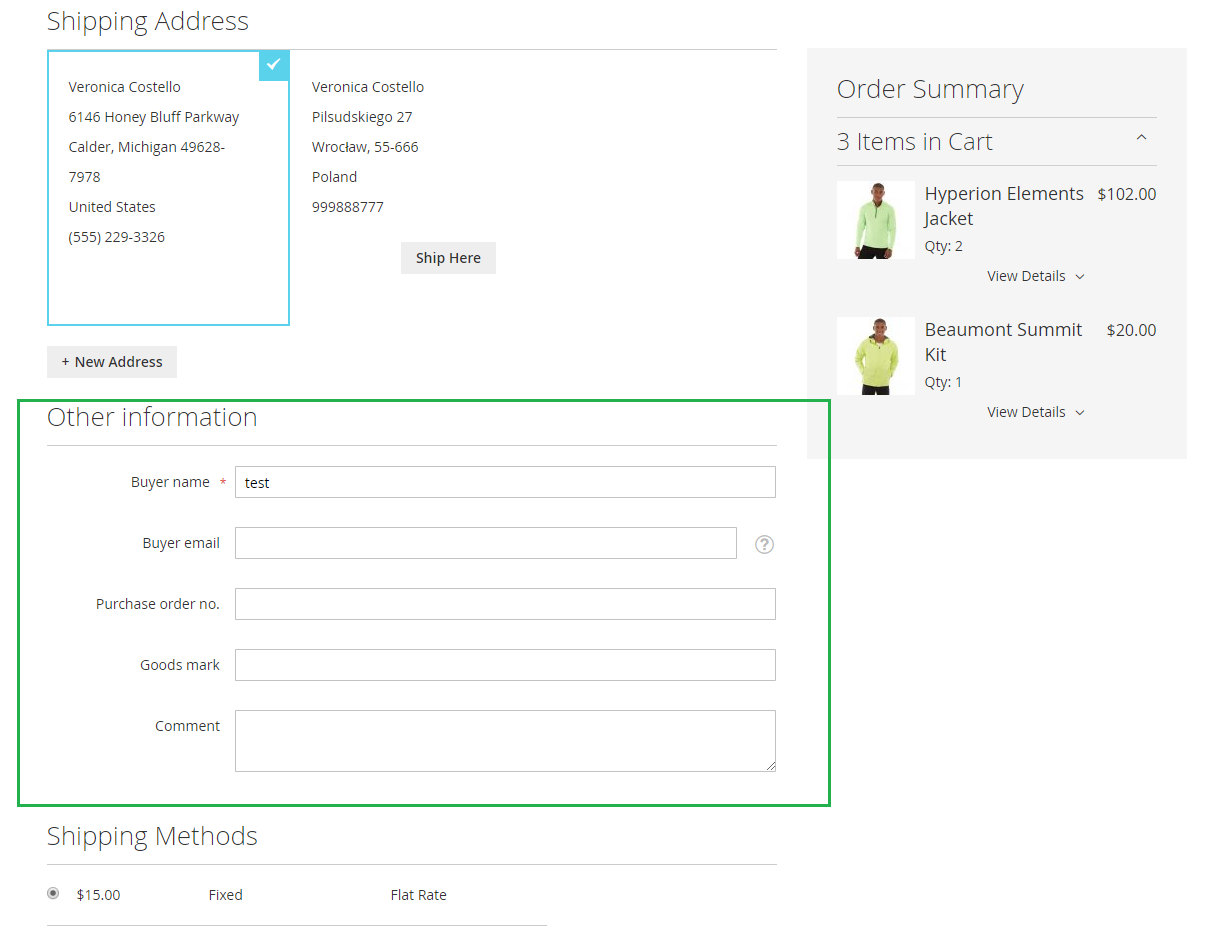 Shipping Address
Veronica Costello
6146 Honey Bluff Parkway
Calder, Michigan 49628-
7978
United States
(555) 229-3326
Veronica Costello
Pilsudskiego 27
Wrocław, 55-666
Poland
999888777
Ship Here
+ New Address
Order Summary
3 Items in Cart
Hyperion Elements $102.00
Jacket
Qty: 2
View Details
Beaumont Summit $20.00
Kit
Qty: 1
View Details
Other information
Buyer name * test
Buyer email ?
Purchase order no.
Goods mark
Comment
Shipping Methods
$15.00 Fixed Flat Rate